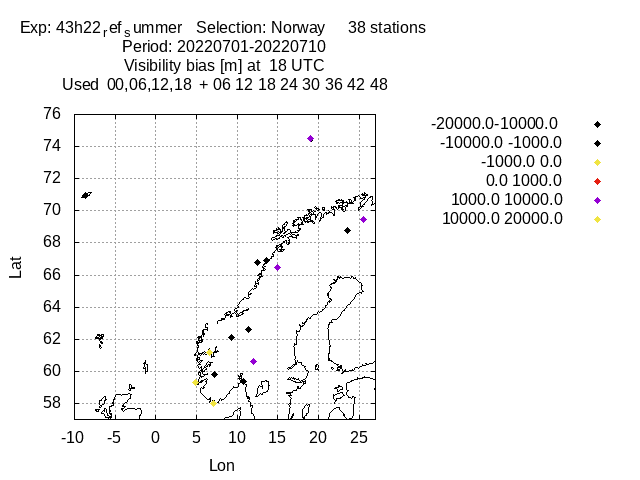 Exp: 43h22refsummer   Selection: Norway     38 stations
Period: 20220701-20220710
Visibility bias [m] at  18 UTC
Used  00,06,12,18  + 06 12 18 24 30 36 42 48
-20000.0-10000.0
-10000.0 -1000.0
-1000.0 0.0
0.0 1000.0
1000.0 10000.0
10000.0 20000.0
76
74
72
70
68
66
64
62
60
58
Lat
-10 -5 0 5 10 15 20 25
Lon